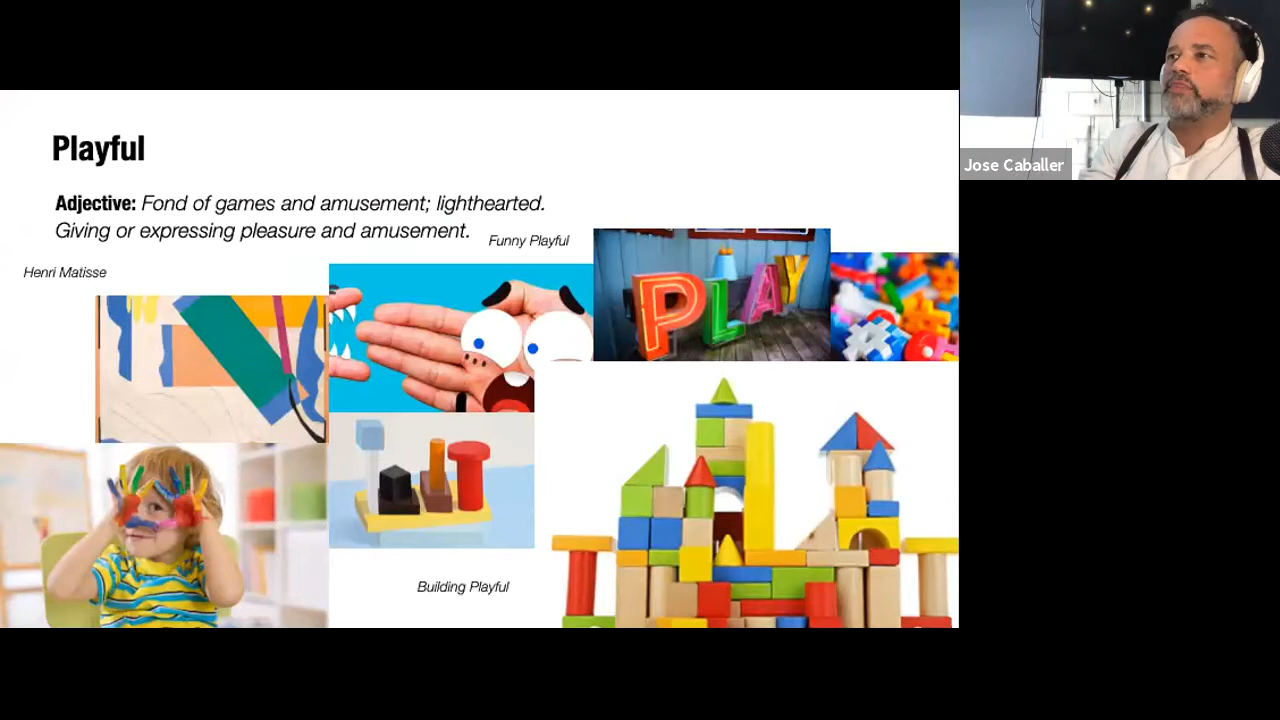 Playful
Adjective: Fond of games and amusement; lighthearted.
Giving or expressing pleasure and amusement.
Funny Playful
Henri Matisse
PLAY
Building Playful
Jose Caballer